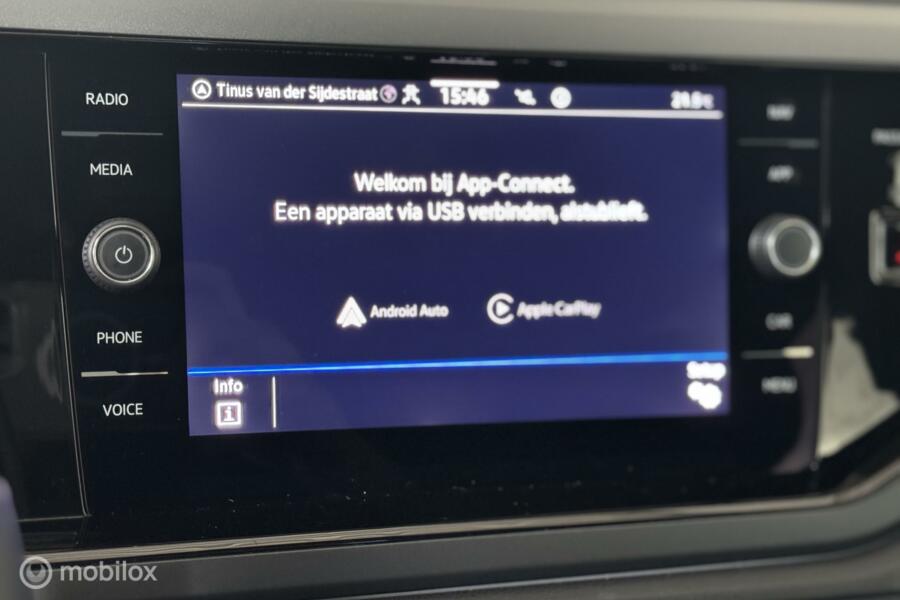 Tinus van der Sijdestraat 15:46
RADIO
MEDIA
PHONE
VOICE
Welkom bij App-Connect.
Een apparaat via USB verbinden, alstublieft.
Android Auto
Apple CarPlay
Info
Setup
NAV
APP
CAR
MENU
mobilox